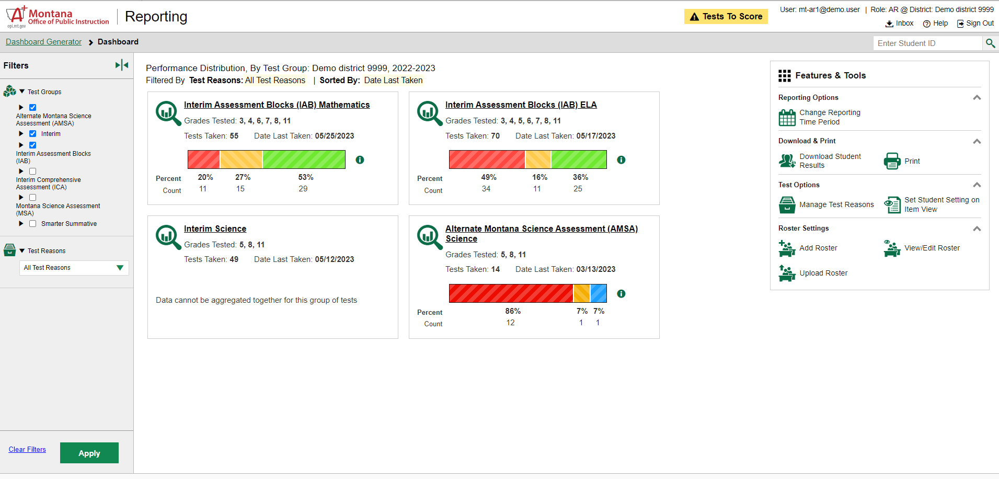 A+ Montana
Office of Public Instruction
opi.mt.gov
Reporting
Tests To Score
User: mt-ar1@demo.user | Role: AR @ District: Demo district 9999
Inbox Help Sign Out
Dashboard Generator Dashboard
Enter Student ID
Filters
Test Groups
Alternate Montana Science
Assessment (AMSA)
Interim
Interim Assessment Blocks
(IAB)
Interim Comprehensive
Assessment (ICA)
Montana Science Assessment
(MSA)
Smarter Summative
Test Reasons
All Test Reasons
Clear Filters
Apply
Performance Distribution, By Test Group: Demo district 9999, 2022-2023
Filtered By Test Reasons: All Test Reasons | Sorted By: Date Last Taken
Interim Assessment Blocks (IAB) Mathematics
Grades Tested: 3, 4, 6, 7, 8, 11
Tests Taken: 55 Date Last Taken: 05/25/2023
Percent 20% 27% 53%
Count 11 15 29
Interim Assessment Blocks (IAB) ELA
Grades Tested: 3, 4, 5, 6, 7, 8, 11
Tests Taken: 70 Date Last Taken: 05/17/2023
Percent 49% 16% 36%
Count 34 11 25
Interim Science
Grades Tested: 5, 8, 11
Tests Taken: 49 Date Last Taken: 05/12/2023
Data cannot be aggregated together for this group of tests
Alternate Montana Science Assessment (AMSA)
Science
Grades Tested: 5, 8, 11
Tests Taken: 14 Date Last Taken: 03/13/2023
Percent 86% 7% 7%
Count 12 1 1
Features & Tools
Reporting Options
Change Reporting
Time Period
Download & Print
Download Student
Results
Print
Test Options
Manage Test Reasons
Set Student Setting on
Item View
Roster Settings
Add Roster
View/Edit Roster
Upload Roster